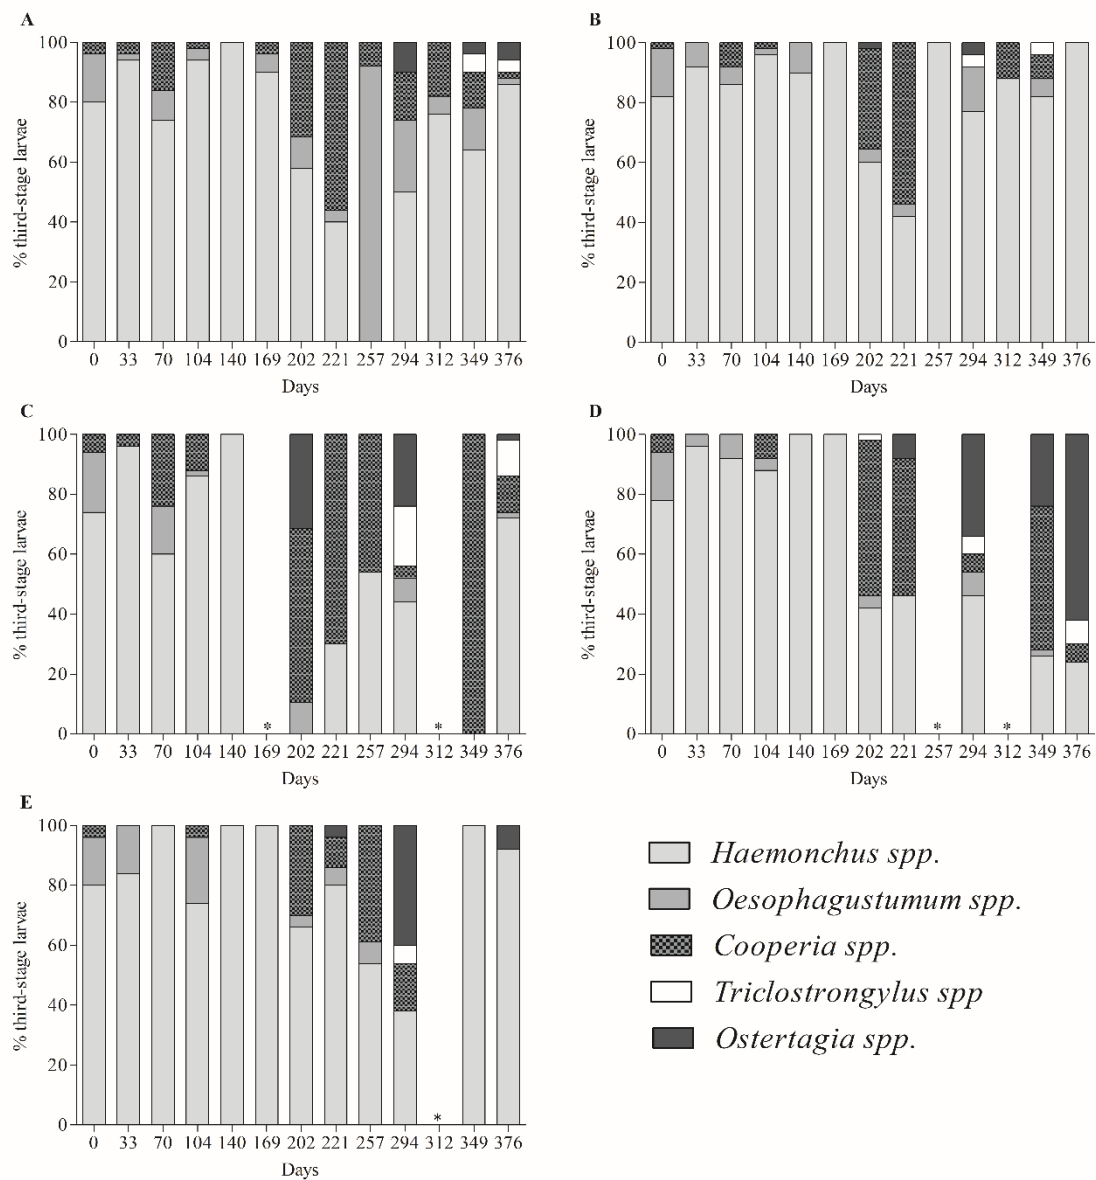 A
% third-stage larvae
100
80
60
40
20
0
0 33 70 104 140 169 202 221 257 294 312 349 376
Days
B
% third-stage larvae
100
80
60
40
20
0
0 33 70 104 140 169 202 221 257 294 312 349 376
Days
C
% third-stage larvae
100
80
60
40
20
0
* *
0 33 70 104 140 169 202 221 257 294 312 349 376
Days
D
% third-stage larvae
100
80
60
40
20
0
* *
0 33 70 104 140 169 202 221 257 294 312 349 376
Days
E
% third-stage larvae
100
80
60
40
20
0
*
0 33 70 104 140 169 202 221 257 294 312 349 376
Days
Haemonchus spp.
Oesophagustumum spp.
Cooperia spp.
Triclostrongylus spp
Ostertagia spp.